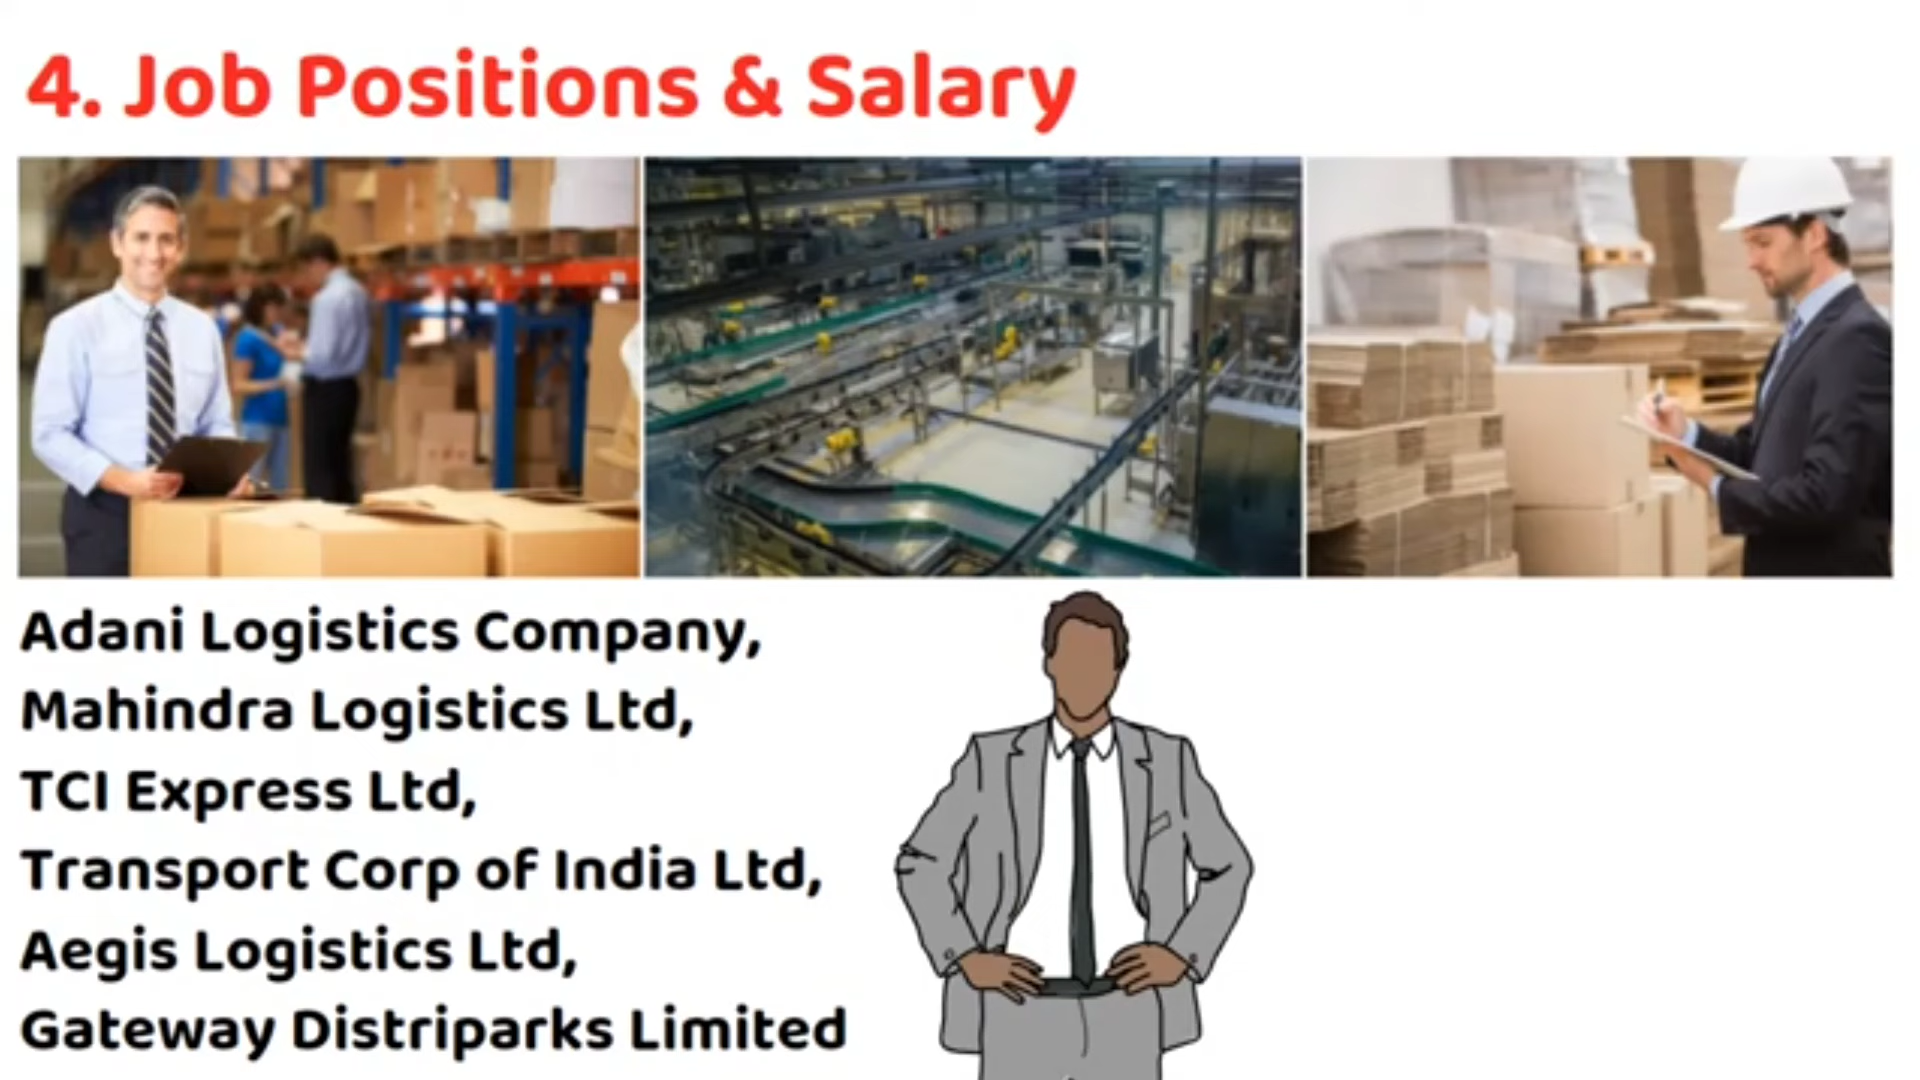 4. Job Positions & Salary
Adani Logistics Company,
Mahindra Logistics Ltd,
TCI Express Ltd,
Transport Corp of India Ltd,
Aegis Logistics Ltd,
Gateway Distriparks Limited